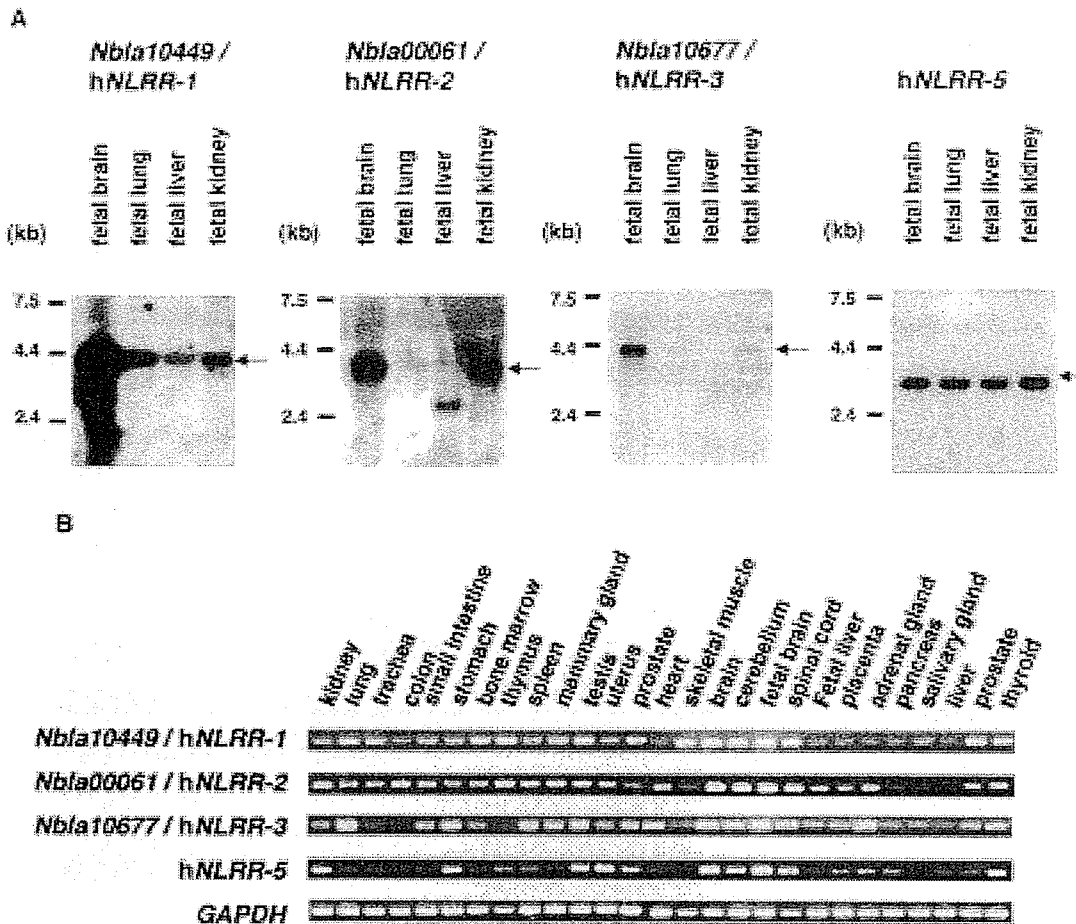 A
Nbla10449 /
hNLRR-1
Nbla00061 /
hNLRR-2
Nbla10677 /
hNLRR-3
hNLRR-5
(kb)
fetal brain
fetal lung
fetal liver
fetal kidney
(kb)
fetal brain
fetal lung
fetal liver
fetal kidney
(kb)
fetal brain
fetal lung
fetal liver
fetal kidney
(kb)
fetal brain
fetal lung
fetal liver
fetal kidney
7.5
4.4
2.4
7.5
4.4
2.4
7.5
4.4
2.4
7.5
4.4
2.4
B
kidney
lung
trachea
colon
small intestine
stomach
bone marrow
thymus
spleen
mammary gland
testis
uterus
prostate
heart
skeletal muscle
brain
cerebellum
fetal brain
spinal cord
Fetal liver
placenta
adrenal gland
pancreas
salivary gland
liver
prostate
thyroid
Nbla10449 / hNLRR-1
Nbla00061 / hNLRR-2
Nbla10677 / hNLRR-3
hNLRR-5
GAPDH